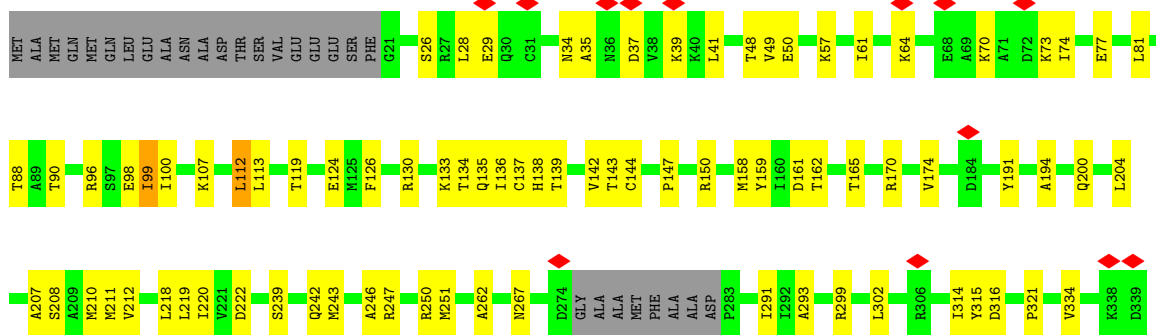 MET ALA MET GLN MET GLN LEU GLU ALA ASN ALA ASP THR SER VAL GLU GLU GLU SER PHE G21 S26 R27 L28 E29 Q30 C31 N34 A35 N36 D37 V38 K39 K40 L41 T48 V49 E50 K57 I61 K64 E68 A69 K70 A71 D72 K73 I74 E77 L81
T88 A89 T90 R96 S97 E98 I99 I100 K107 L112 L113 T119 E124 M125 F126 R130 K133 T134 Q135 I136 C137 H138 T139 V142 T143 C144 P147 R150 M158 Y159 I160 D161 T162 T165 R170 V174 D184 Y191 A194 Q200 L204
A207 S208 A209 M210 M211 V212 L218 L219 I220 V221 D222 S239 Q242 M243 A246 R247 R250 M251 A262 N267 D274 GLY ALA ALA MET PHE ALA ALA ASP P283 I291 I292 A293 R299 L302 R306 I314 Y315 D316 P321 V334 K338 D339